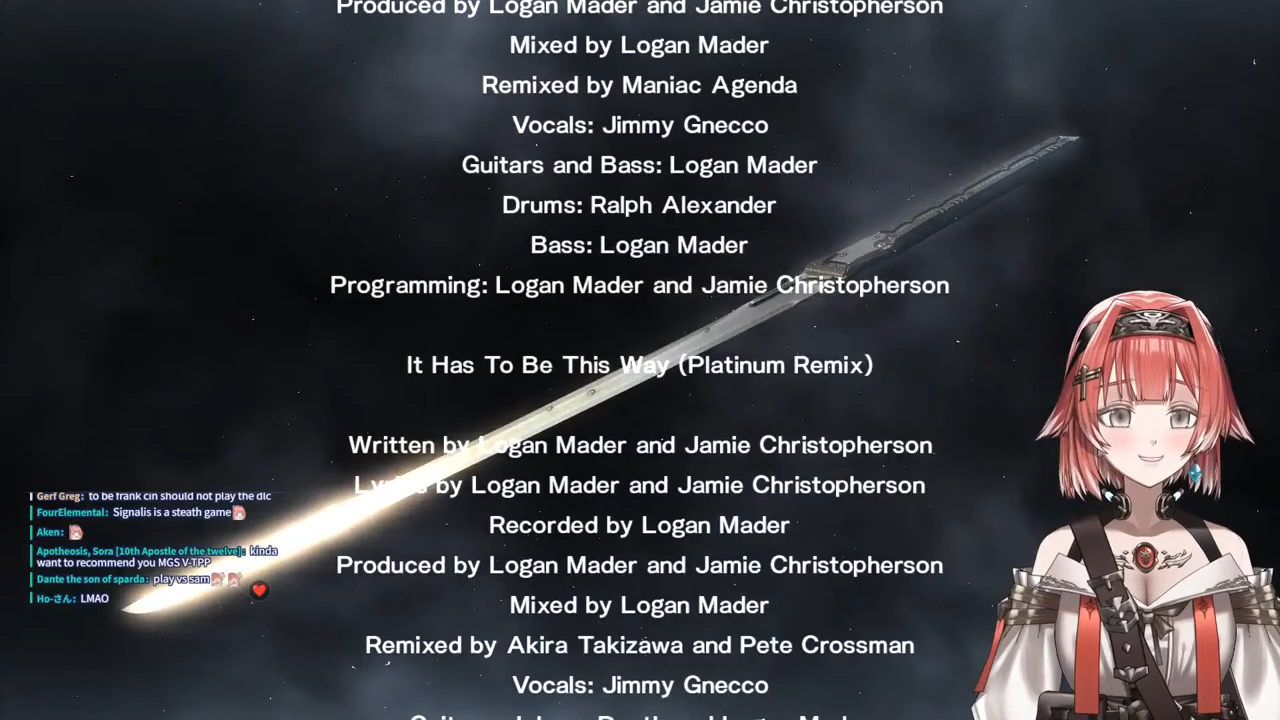 Produced by Logan Mader and Jamie Christopherson
Mixed by Logan Mader
Remixed by Maniac Agenda
Vocals: Jimmy Gnecco
Guitars and Bass: Logan Mader
Drums: Ralph Alexander
Bass: Logan Mader
Programming: Logan Mader and Jamie Christopherson
It Has To Be This Way (Platinum Remix)
Written by Logan Mader and Jamie Christopherson
Lyrics by Logan Mader and Jamie Christopherson
Recorded by Logan Mader
Produced by Logan Mader and Jamie Christopherson
Mixed by Logan Mader
Remixed by Akira Takizawa and Pete Crossman
Vocals: Jimmy Gnecco
Gerf Greg: to be frank cin should not play the dlc
FourElemental: Signalis is a steath game
Aken:
Apotheosis, Sora [10th Apostle of the twelve]: kinda
want to recommend you MGS V-TPP
Dante the son of sparda: play vs sam
Ho-さん: LMAO